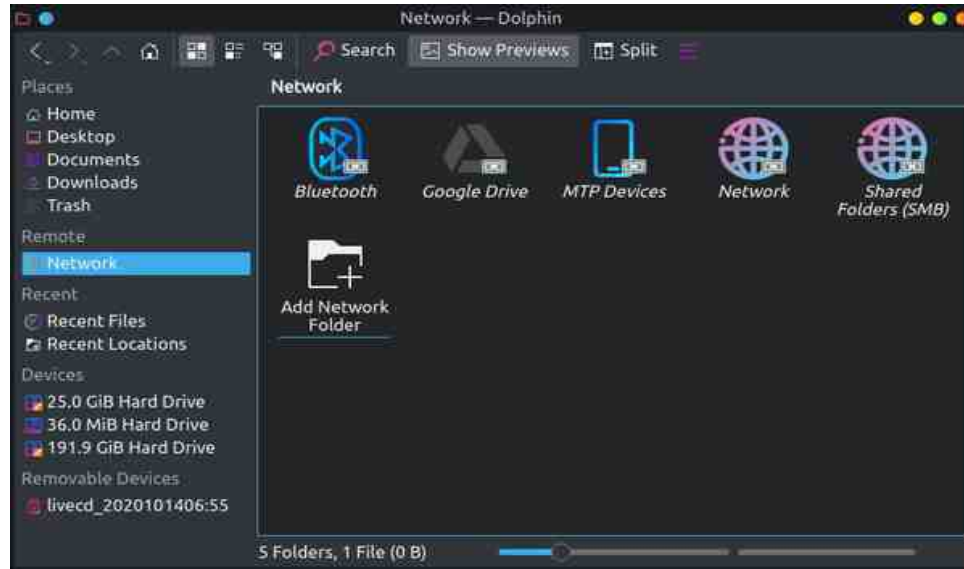 Network — Dolphin
Search
Show Previews
Split
Places
Home
Desktop
Documents
Downloads
Trash
Remote
Network
Recent
Recent Files
Recent Locations
Devices
25.0 GiB Hard Drive
36.0 MiB Hard Drive
191.9 GiB Hard Drive
Removable Devices
livecd_2020101406:55
Network
Bluetooth
Google Drive
MTP Devices
Network
Shared
Folders (SMB)
Add Network
Folder
5 Folders, 1 File (0 B)